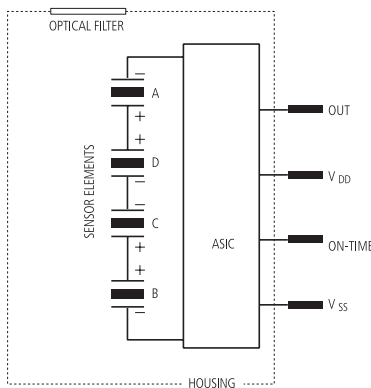 OPTICAL FILTER
SENSOR ELEMENTS
−
A
+
+
D
−
−
C
+
+
B
−
ASIC
OUT
V DD
ON-TIME
V SS
HOUSING